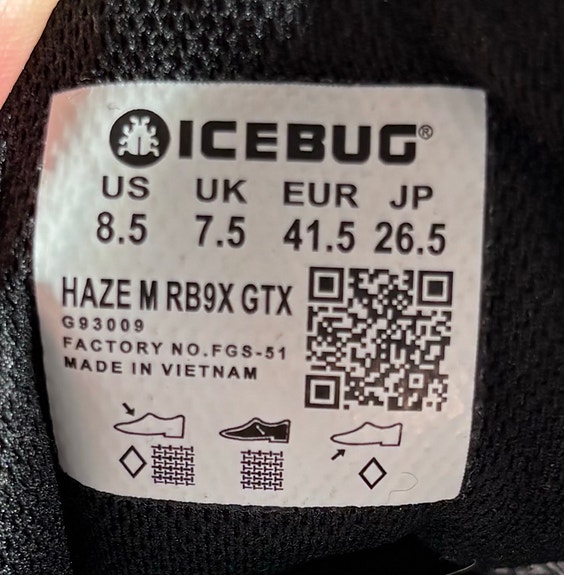 ICEBUG®
US UK EUR JP
8.5 7.5 41.5 26.5
HAZE M RB9X GTX
G93009
FACTORY NO.FGS-51
MADE IN VIETNAM